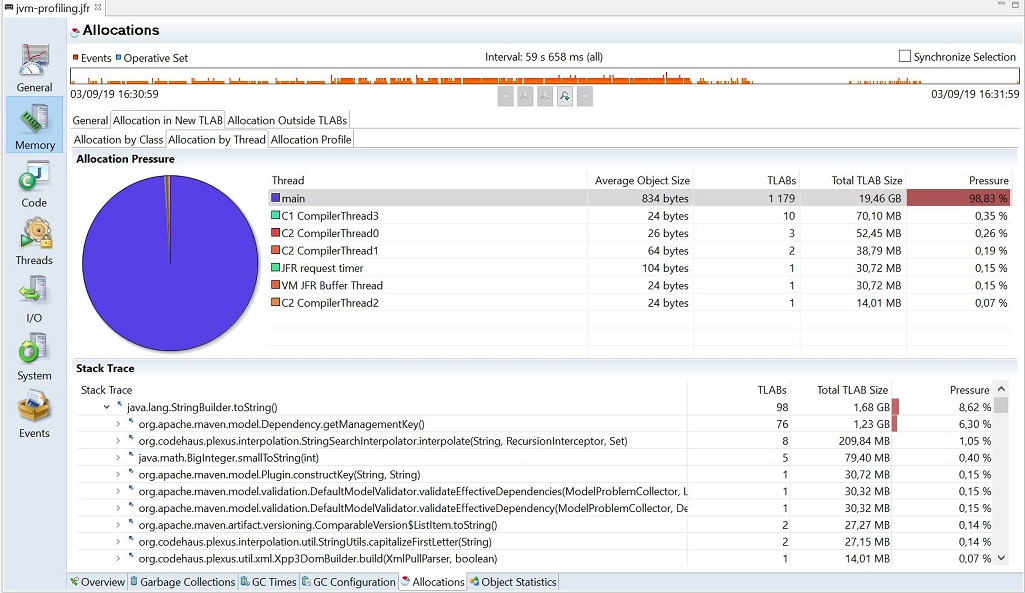 jvm-profiling.jfr
Allocations
Events Operative Set Interval: 59 s 658 ms (all) Synchronize Selection
03/09/19 16:30:59 03/09/19 16:31:59
General Allocation in New TLAB Allocation Outside TLABs
Allocation by Class Allocation by Thread Allocation Profile
Allocation Pressure
Thread Average Object Size TLABs Total TLAB Size Pressure
main 834 bytes 1 179 19,46 GB 98,83 %
C1 CompilerThread3 24 bytes 10 70,10 MB 0,35 %
C2 CompilerThread0 26 bytes 3 52,45 MB 0,26 %
C2 CompilerThread1 64 bytes 2 38,79 MB 0,19 %
JFR request timer 104 bytes 1 30,72 MB 0,15 %
VM JFR Buffer Thread 24 bytes 1 30,72 MB 0,15 %
C2 CompilerThread2 24 bytes 1 14,01 MB 0,07 %
Stack Trace
Stack Trace TLABs Total TLAB Size Pressure
java.lang.StringBuilder.toString() 98 1,68 GB 8,62 %
org.apache.maven.model.Dependency.getManagementKey() 76 1,23 GB 6,30 %
org.codehaus.plexus.interpolation.StringSearchInterpolator.interpolate(String, RecursionInterceptor, Set) 8 209,84 MB 1,05 %
java.math.BigInteger.smallToString(int) 5 79,40 MB 0,40 %
org.apache.maven.model.Plugin.constructKey(String, String) 1 30,72 MB 0,15 %
org.apache.maven.model.validation.DefaultModelValidator.validateEffectiveDependencies(ModelProblemCollector, L 1 30,32 MB 0,15 %
org.apache.maven.model.validation.DefaultModelValidator.validateEffectiveDependency(ModelProblemCollector, De 1 30,32 MB 0,15 %
org.apache.maven.artifact.versioning.ComparableVersion$ListItem.toString() 2 27,27 MB 0,14 %
org.codehaus.plexus.interpolation.util.StringUtils.capitalizeFirstLetter(String) 2 27,15 MB 0,14 %
org.codehaus.plexus.util.xml.Xpp3DomBuilder.build(XmlPullParser, boolean) 1 14,01 MB 0,07 %
General
Memory
Code
Threads
I/O
System
Events
Overview Garbage Collections GC Times GC Configuration Allocations Object Statistics